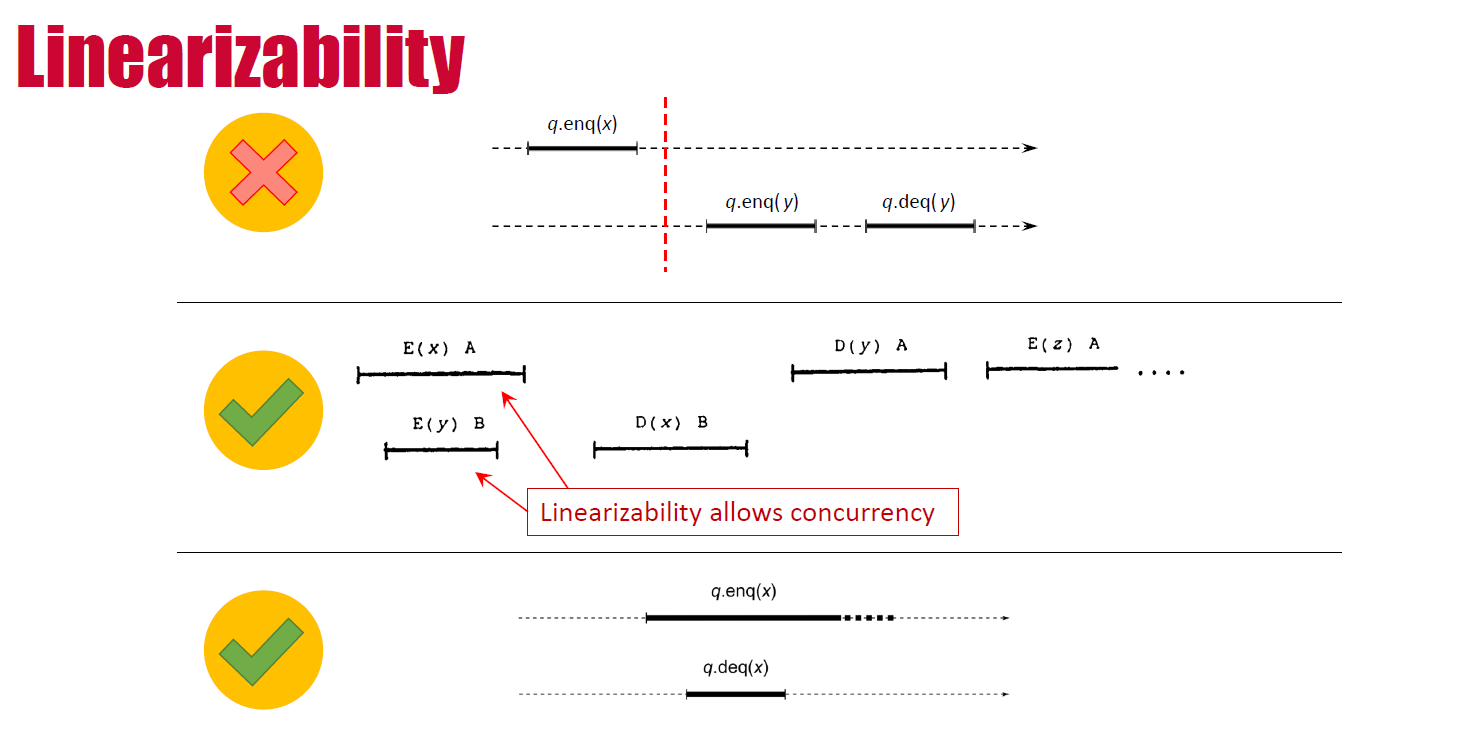 Linearizability
q.enq(x)
q.enq(y) q.deq(y)
E(x) A D(y) A E(z) A
E(y) B D(x) B
Linearizability allows concurrency
q.enq(x)
q.deq(x)